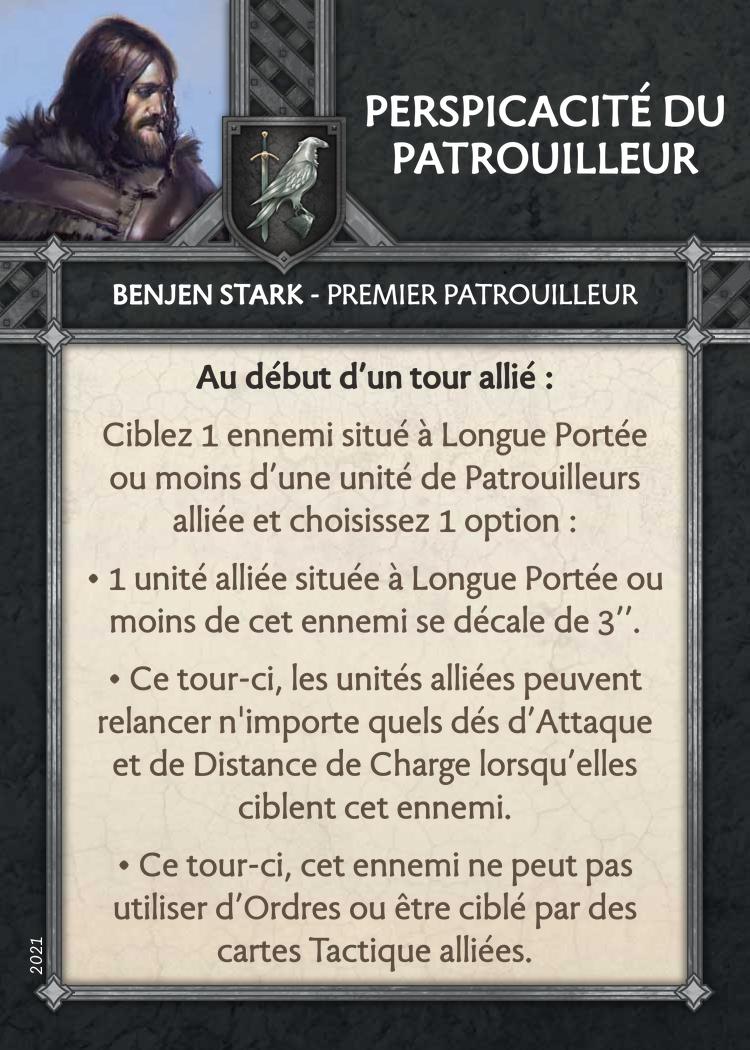 PERSPICACITÉ DU
PATROUILLEUR
BENJEN STARK - PREMIER PATROUILLEUR
Au début d’un tour allié :
Ciblez 1 ennemi situé à Longue Portée
ou moins d’une unité de Patrouilleurs
alliée et choisissez 1 option :
• 1 unité alliée située à Longue Portée ou
moins de cet ennemi se décale de 3’’.
• Ce tour-ci, les unités alliées peuvent
relancer n'importe quels dés d’Attaque
et de Distance de Charge lorsqu’elles
ciblent cet ennemi.
• Ce tour-ci, cet ennemi ne peut pas
utiliser d’Ordres ou être ciblé par des
cartes Tactique alliées.
2021